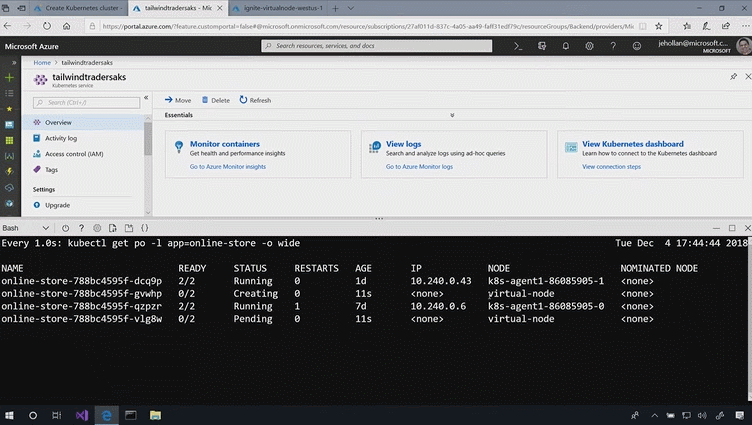 Create Kubernetes cluster -
tailwindtradersaks - Mic
ignite-virtualnode-westus-1
https://portal.azure.com/?feature.customportal=false#@microsoft.onmicrosoft.com/resource/subscriptions/27af011d-837c-4a05-aa49-faff31edf79c/resourceGroups/Backend/providers/Mi
Microsoft Azure
Search resources, services, and docs
jehollan@microsoft.c...
MICROSOFT
Home > tailwindtradersaks
tailwindtradersaks
Kubernetes service
Search (Ctrl+/)
Overview
Activity log
Access control (IAM)
Tags
Settings
Upgrade
Move Delete Refresh
Essentials
Monitor containers
Get health and performance insights
Go to Azure Monitor insights
View logs
Search and analyze logs using ad-hoc queries
Go to Azure Monitor logs
View Kubernetes dashboard
Learn how to connect to the Kubernetes dashboard
View connection steps
Bash
Every 1.0s: kubectl get po -l app=online-store -o wide Tue Dec 4 17:44:44 2018
NAME READY STATUS RESTARTS AGE IP NODE NOMINATED NODE
online-store-788bc4595f-dcq9p 2/2 Running 0 1d 10.240.0.43 k8s-agent1-86085905-1 <none>
online-store-788bc4595f-gvwhp 0/2 Creating 0 11s <none> virtual-node <none>
online-store-788bc4595f-qzpzr 2/2 Running 1 7d 10.240.0.6 k8s-agent1-86085905-0 <none>
online-store-788bc4595f-vlg8w 0/2 Pending 0 11s <none> virtual-node <none>